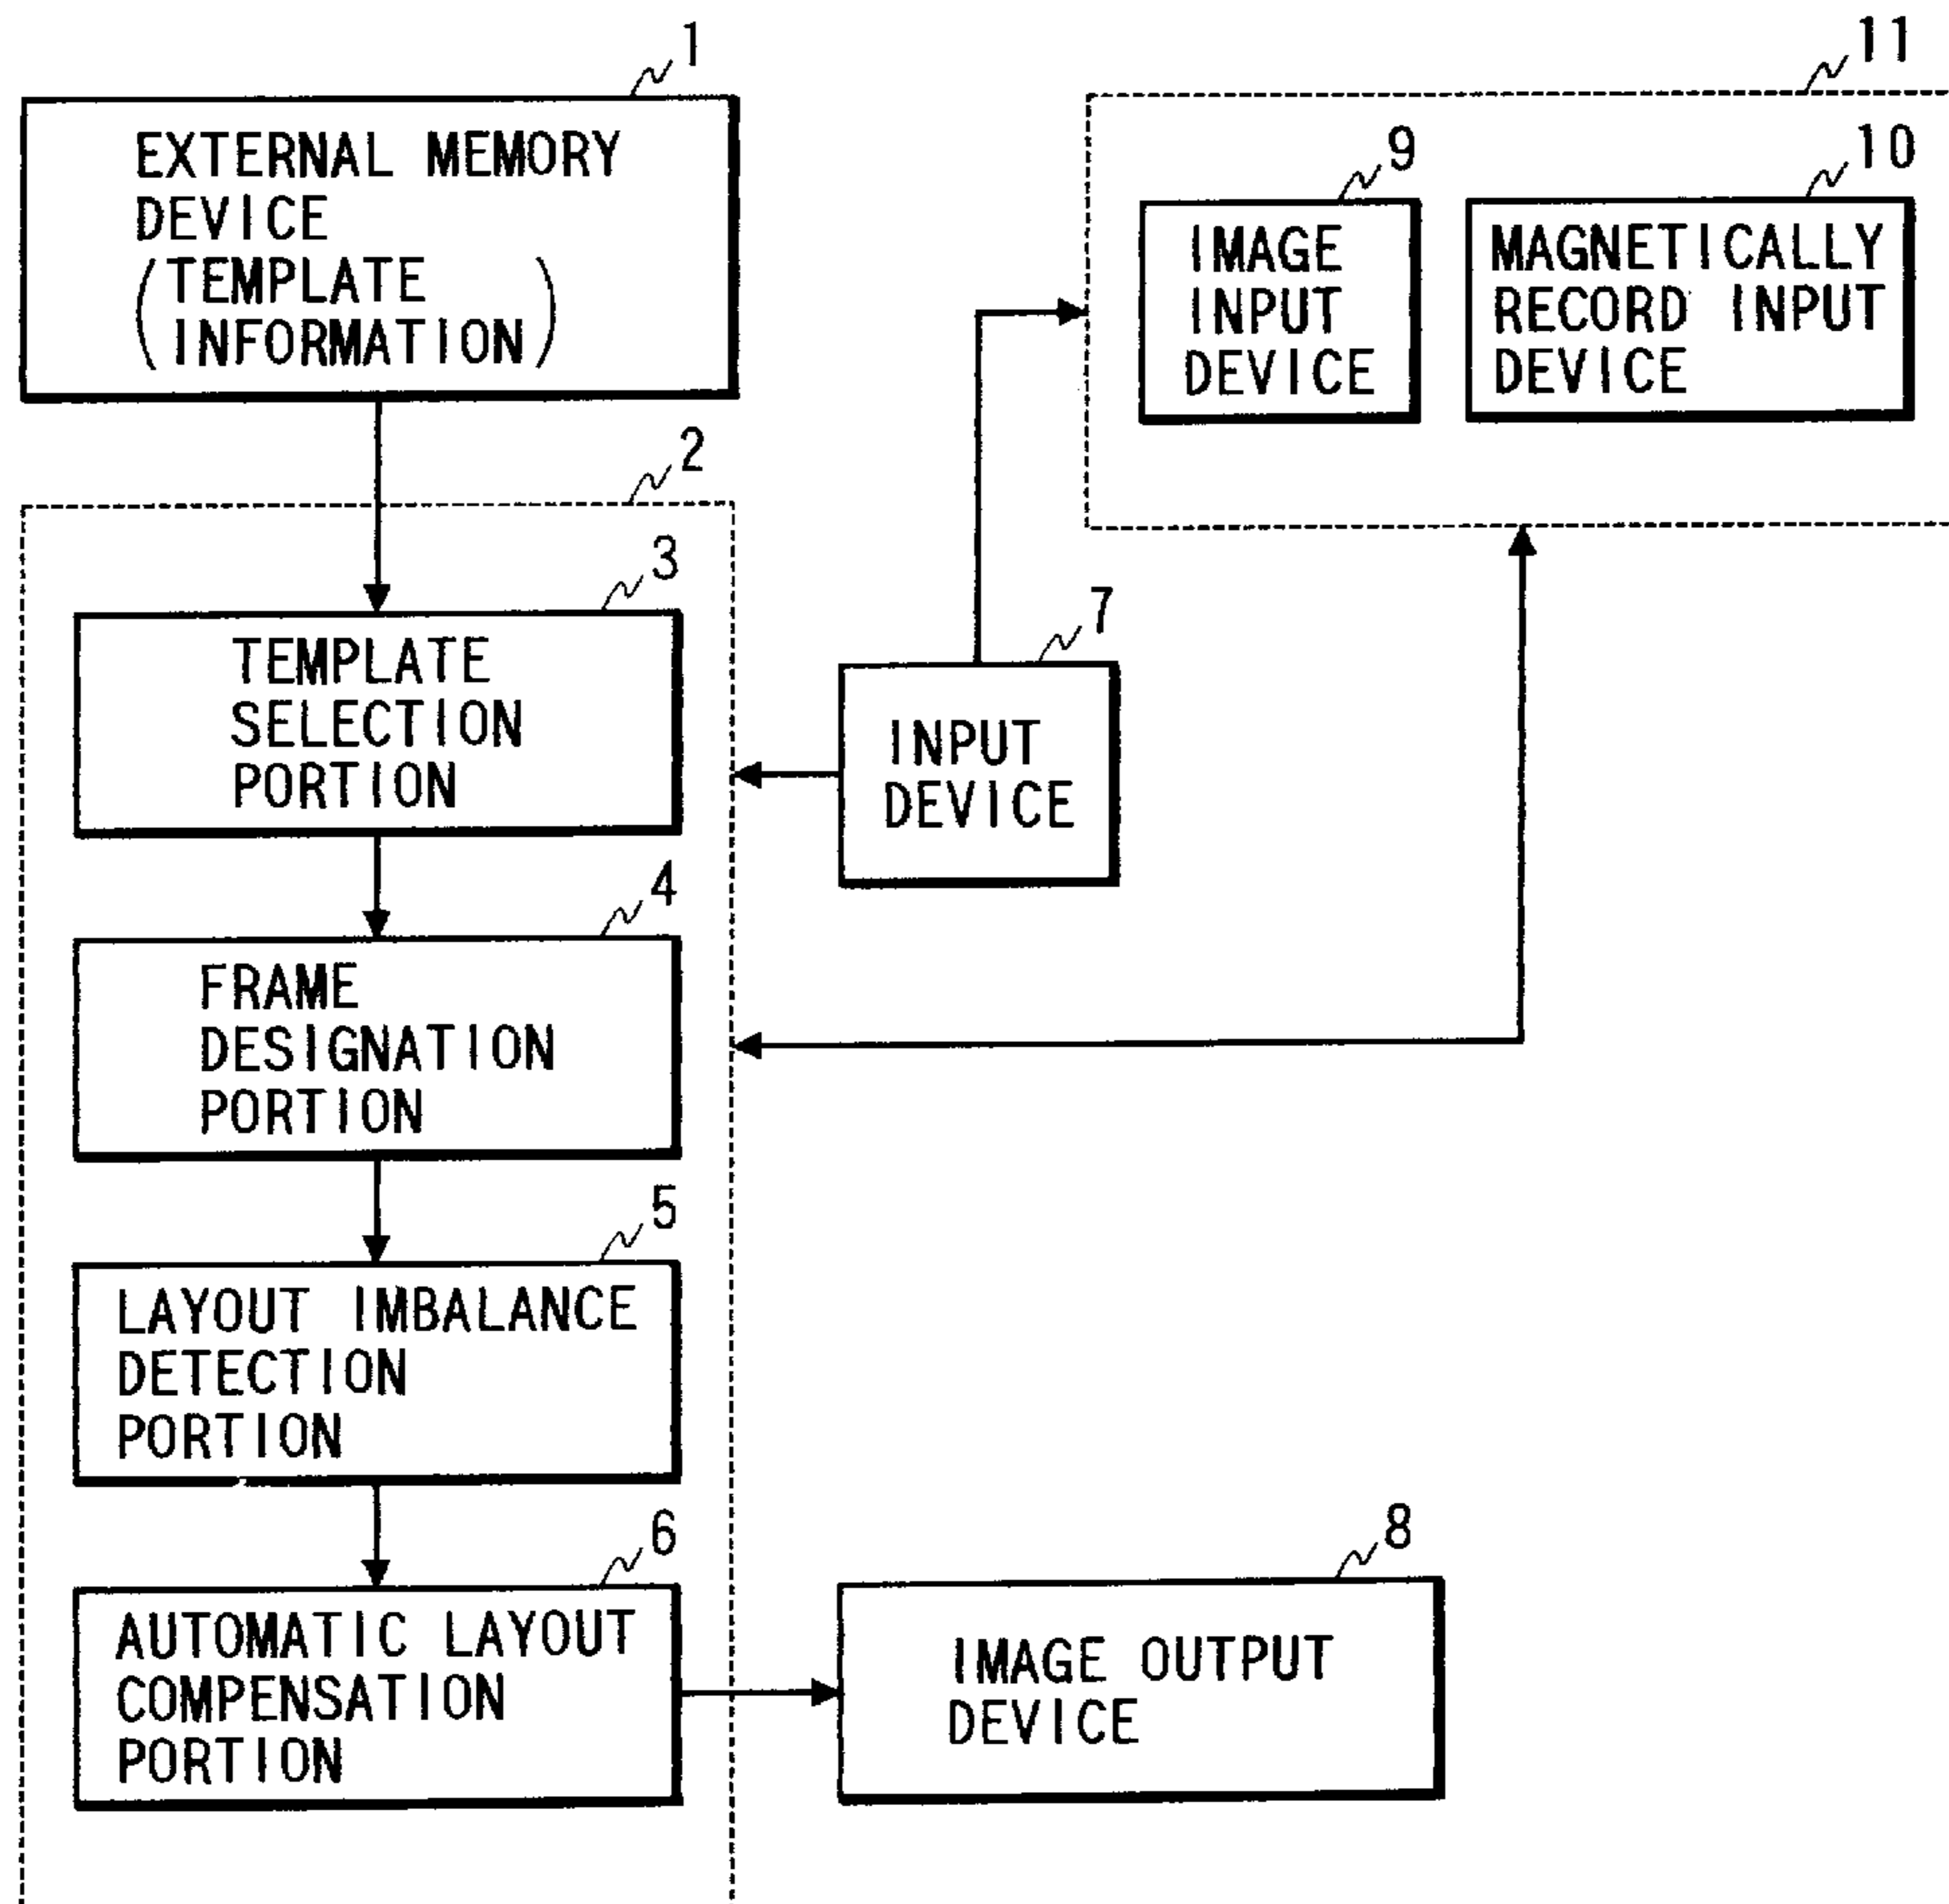 1
EXTERNAL MEMORY
DEVICE
(TEMPLATE
INFORMATION)
11
9
IMAGE
INPUT
DEVICE
10
MAGNETICALLY
RECORD INPUT
DEVICE
2
3
TEMPLATE
SELECTION
PORTION
7
INPUT
DEVICE
4
FRAME
DESIGNATION
PORTION
5
LAYOUT IMBALANCE
DETECTION
PORTION
6
AUTOMATIC LAYOUT
COMPENSATION
PORTION
8
IMAGE OUTPUT
DEVICE